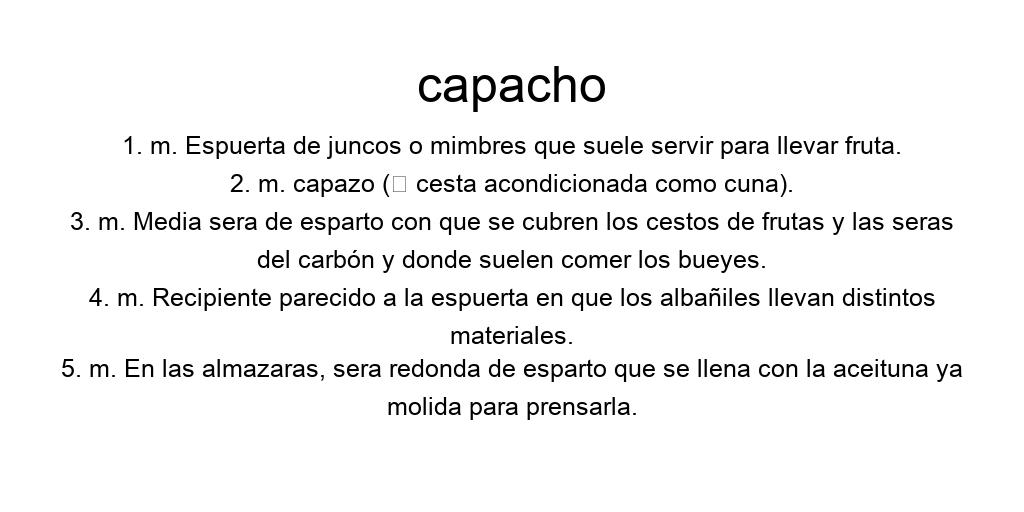 capacho
1. m. Espuerta de juncos o mimbres que suele servir para llevar fruta.
2. m. capazo (▯ cesta acondicionada como cuna).
3. m. Media sera de esparto con que se cubren los cestos de frutas y las seras
del carbón y donde suelen comer los bueyes.
4. m. Recipiente parecido a la espuerta en que los albañiles llevan distintos
materiales.
5. m. En las almazaras, sera redonda de esparto que se llena con la aceituna ya
molida para prensarla.